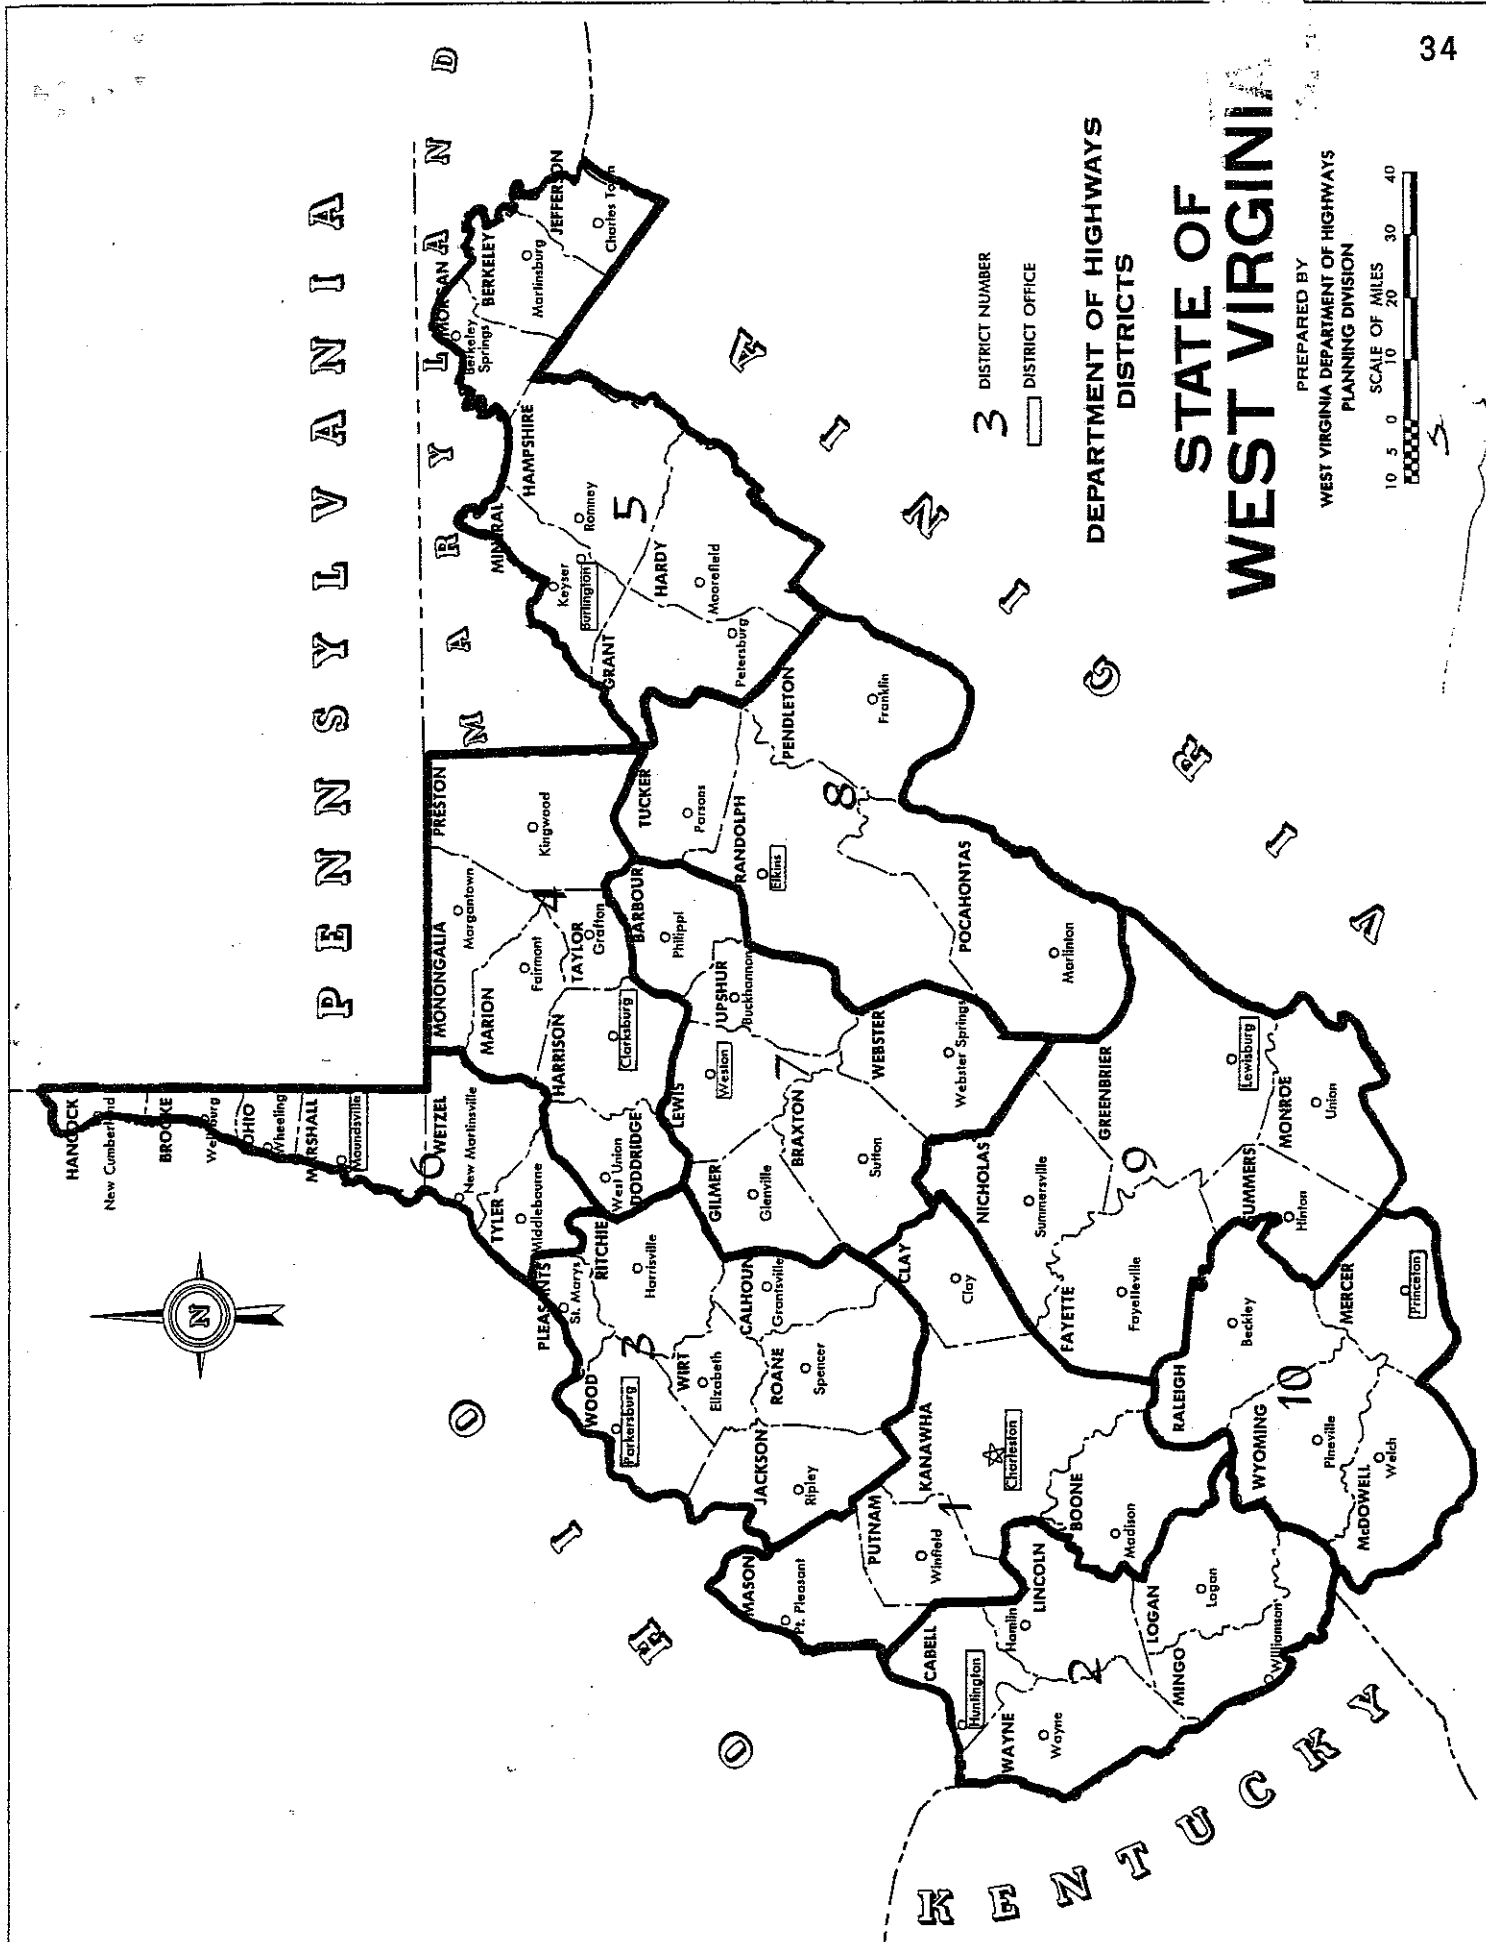 34
PENNSYLVANIA
MARYLAND
OHIO
KENTUCKY
VIRGINIA
N
HANCOCK
New Cumberland
BROOKE
Wellsburg
OHIO
Wheeling
MARSHALL
Moundsville
6
WETZEL
New Martinsville
TYLER
Middlebourne
MONONGALIA
Morgantown
PRESTON
Kingwood
MARION
Fairmont
4
TAYLOR
Grafton
HARRISON
Clarksburg
DODDRIDGE
West Union
PLEASANTS
St. Marys
RITCHIE
Harrisville
WOOD
Parkersburg
3
WIRT
Elizabeth
CALHOUN
Grantsville
ROANE
Spencer
JACKSON
Ripley
BARBOUR
Philippi
LEWIS
Weston
UPSHUR
Buckhannon
GILMER
Glenville
7
BRAXTON
Sutton
WEBSTER
Webster Springs
TUCKER
Parsons
RANDOLPH
Elkins
PENDLETON
Franklin
8
POCAHONTAS
Marlinton
MORGAN
Berkeley
Springs
BERKELEY
Martinsburg
JEFFERSON
Charles Town
HAMPSHIRE
Romney
MINERAL
Keyser
Burlington
5
GRANT
Petersburg
HARDY
Moorefield
MASON
Pt. Pleasant
PUTNAM
Winfield
1
KANAWHA
Charleston
CLAY
Clay
BOONE
Madison
CABELL
Huntington
WAYNE
Wayne
2
LINCOLN
Hamlin
LOGAN
Logan
MINGO
Williamson
NICHOLAS
Summersville
GREENBRIER
Lewisburg
9
FAYETTE
Fayetteville
SUMMERS
Hinton
MONROE
Union
RALEIGH
Beckley
10
WYOMING
Pineville
McDOWELL
Welch
MERCER
Princeton
3 DISTRICT NUMBER
DISTRICT OFFICE
DEPARTMENT OF HIGHWAYS
DISTRICTS
STATE OF
WEST VIRGINIA
PREPARED BY
WEST VIRGINIA DEPARTMENT OF HIGHWAYS
PLANNING DIVISION
SCALE OF MILES
10 5 0 10 20 30 40